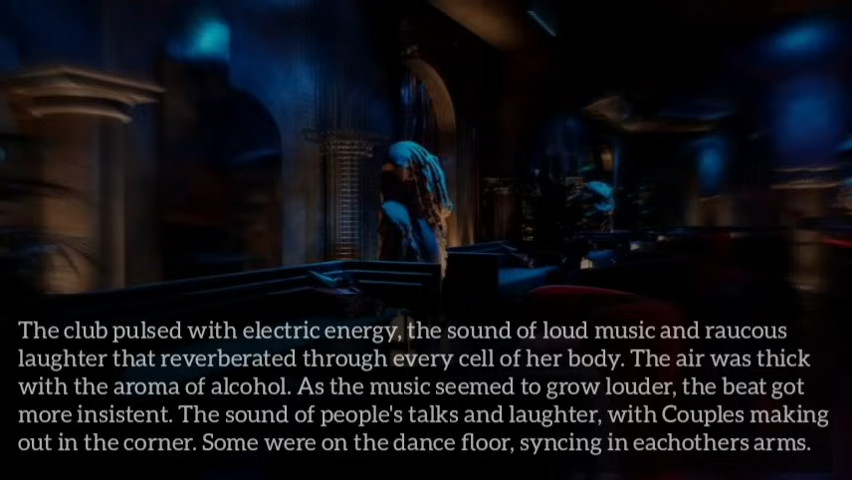 The club pulsed with electric energy, the sound of loud music and raucous
laughter that reverberated through every cell of her body. The air was thick
with the aroma of alcohol. As the music seemed to grow louder, the beat got
more insistent. The sound of people's talks and laughter, with Couples making
out in the corner. Some were on the dance floor, syncing in eachothers arms.